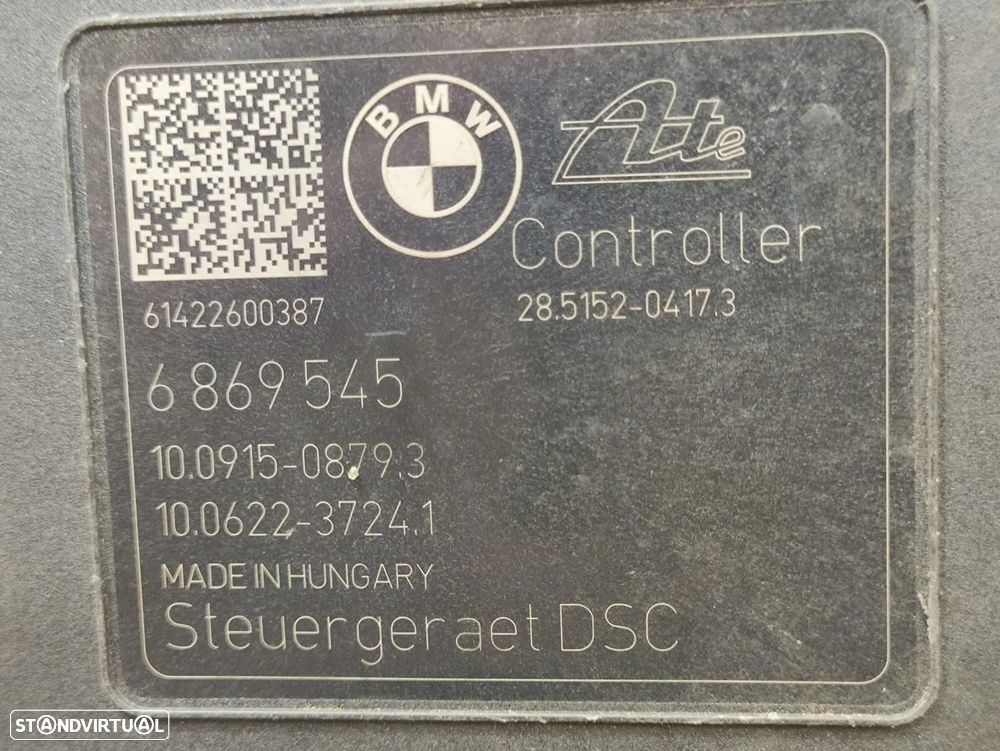 BMW
Ate
Controller
61422600387
28.5152-0417.3
6 869 545
10.0915-0879.3
10.0622-3724.1
MADE IN HUNGARY
Steuergeraet DSC
STANDVIRTUAL